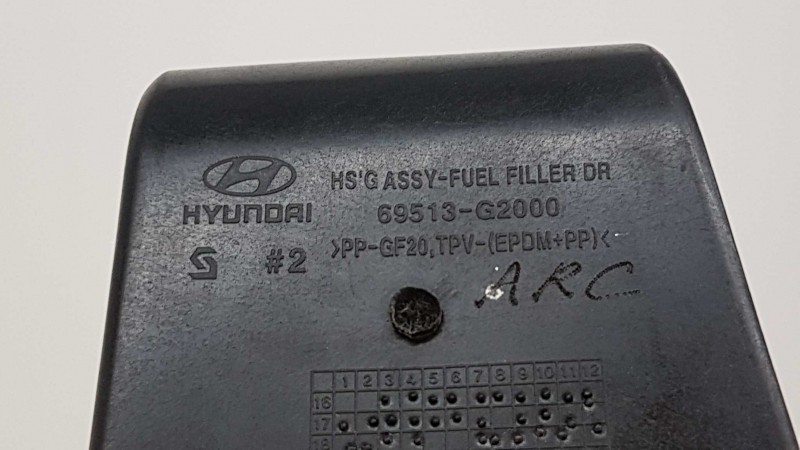 HS'G ASSY-FUEL FILLER DR
HYUNDAI 69513-G2000
#2 >PP-GF20,TPV-(EPDM+PP)<
ARC
1 2 3 4 5 6 7 8 9 10 11 12
16
17
18